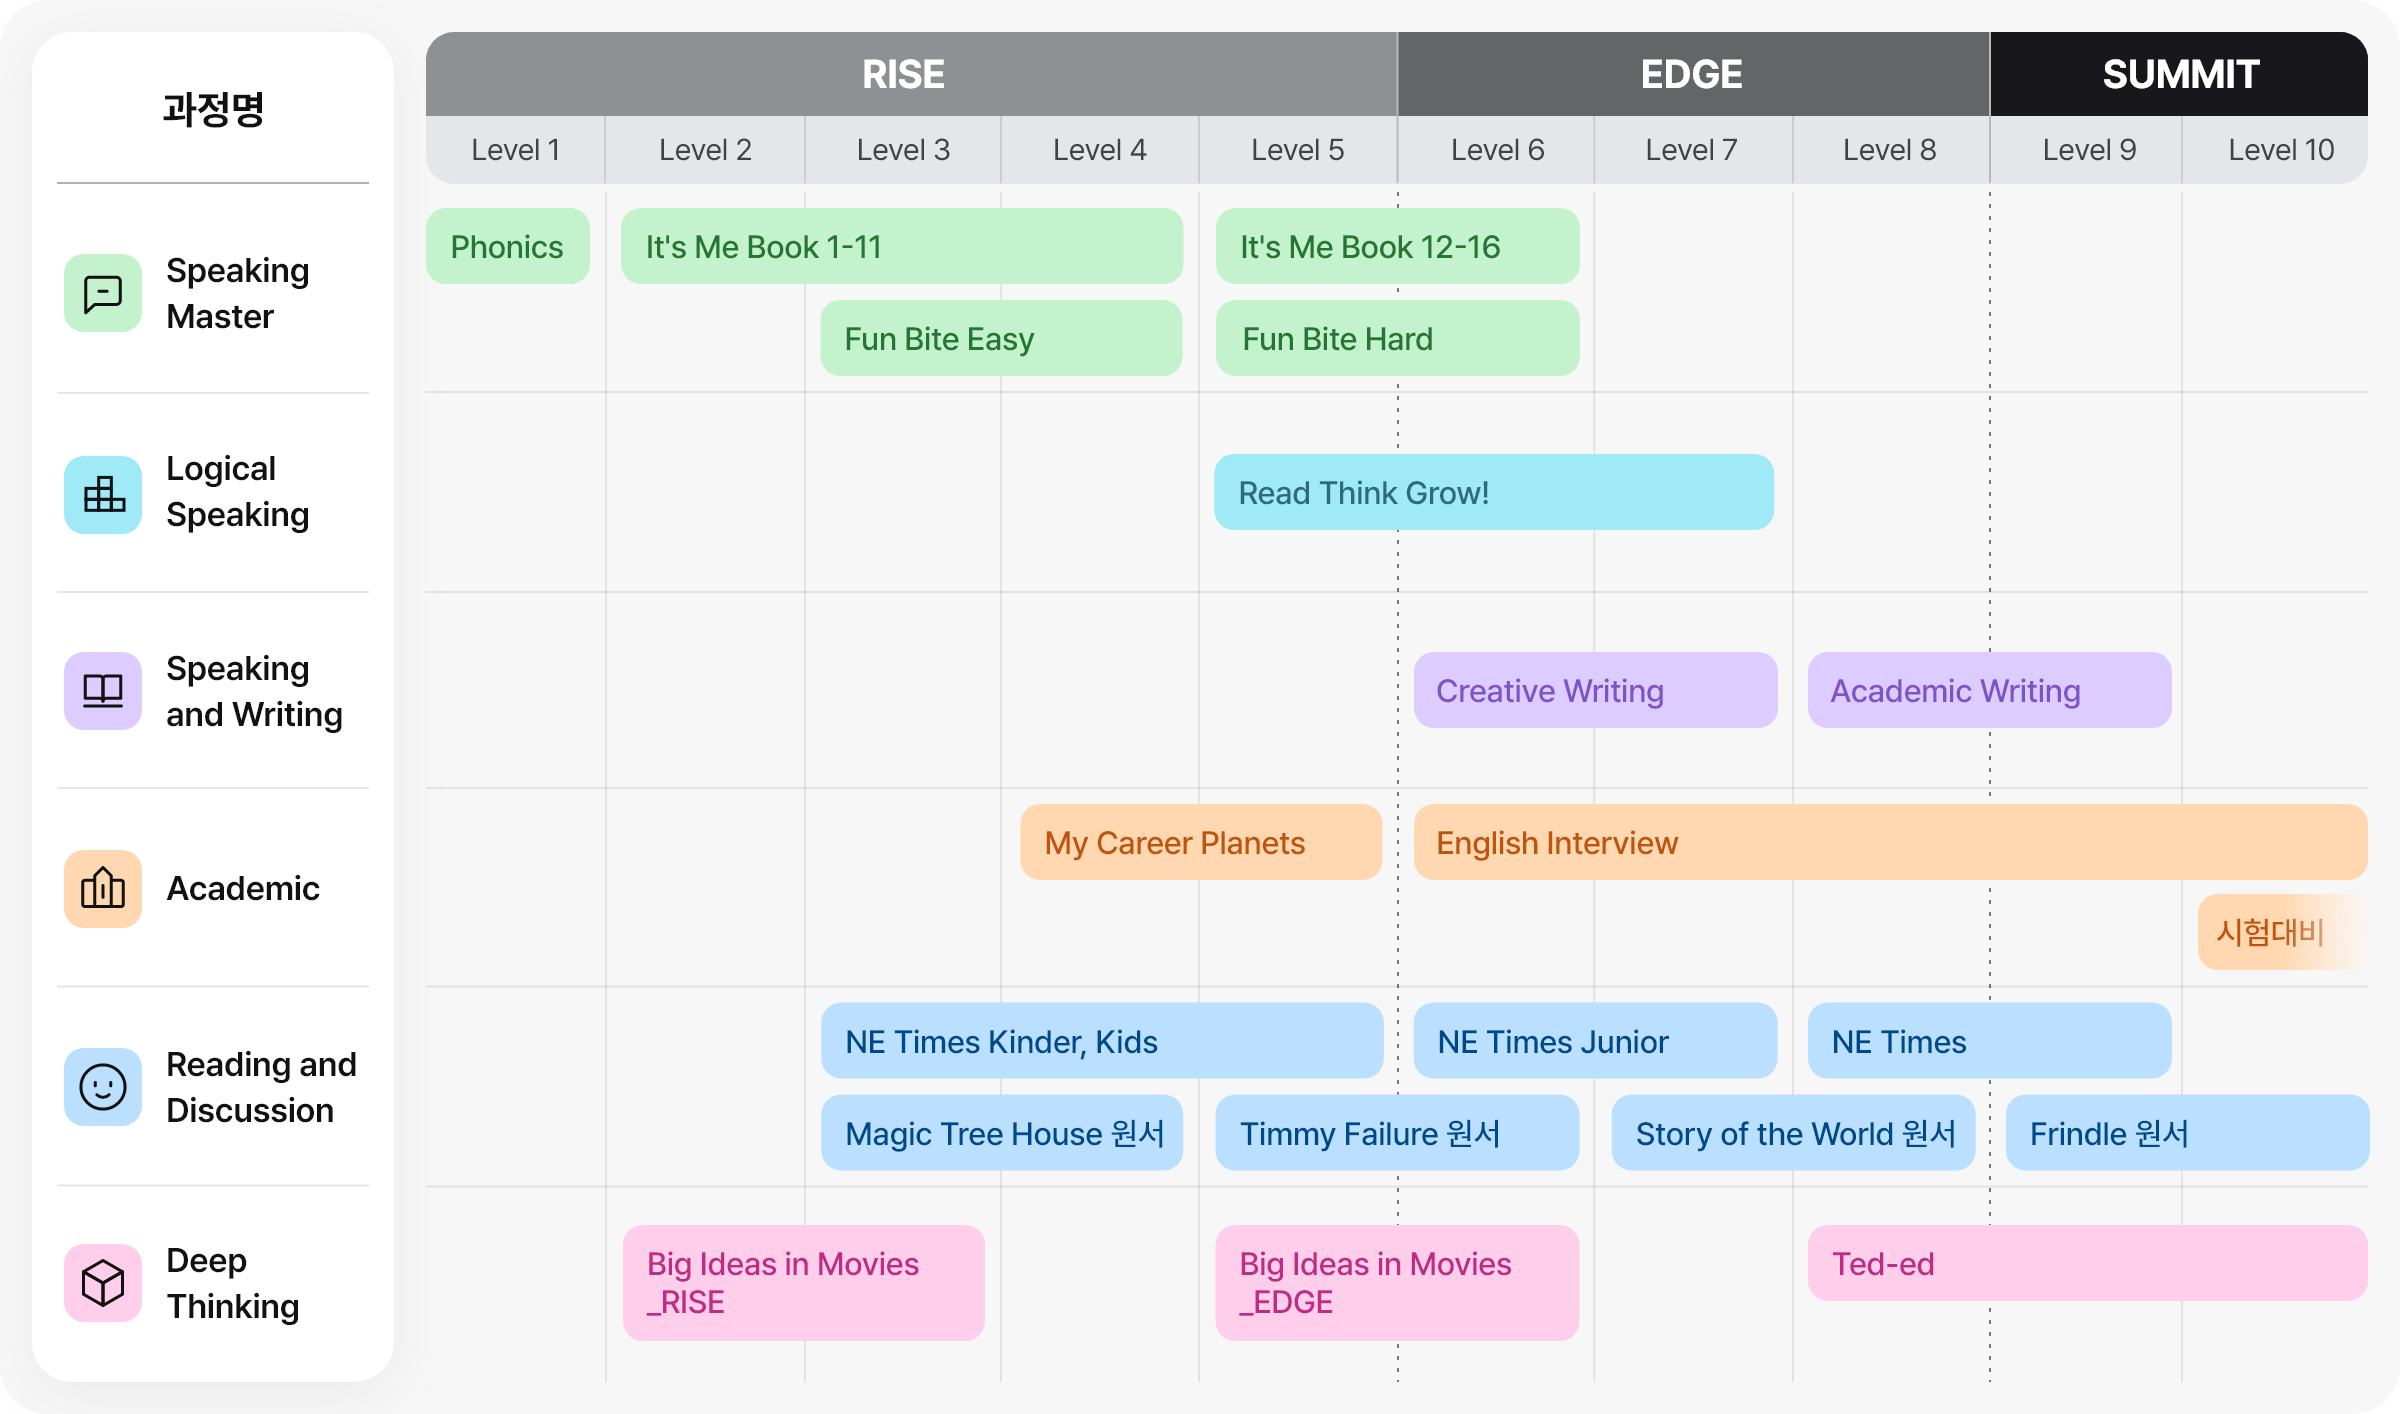 과정명
RISE
EDGE
SUMMIT
Level 1
Level 2
Level 3
Level 4
Level 5
Level 6
Level 7
Level 8
Level 9
Level 10
Speaking
Master
Phonics
It's Me Book 1-11
It's Me Book 12-16
Fun Bite Easy
Fun Bite Hard
Logical
Speaking
Read Think Grow!
Speaking
and Writing
Creative Writing
Academic Writing
Academic
My Career Planets
English Interview
시험대비
Reading and
Discussion
NE Times Kinder, Kids
NE Times Junior
NE Times
Magic Tree House 원서
Timmy Failure 원서
Story of the World 원서
Frindle 원서
Deep
Thinking
Big Ideas in Movies
_RISE
Big Ideas in Movies
_EDGE
Ted-ed